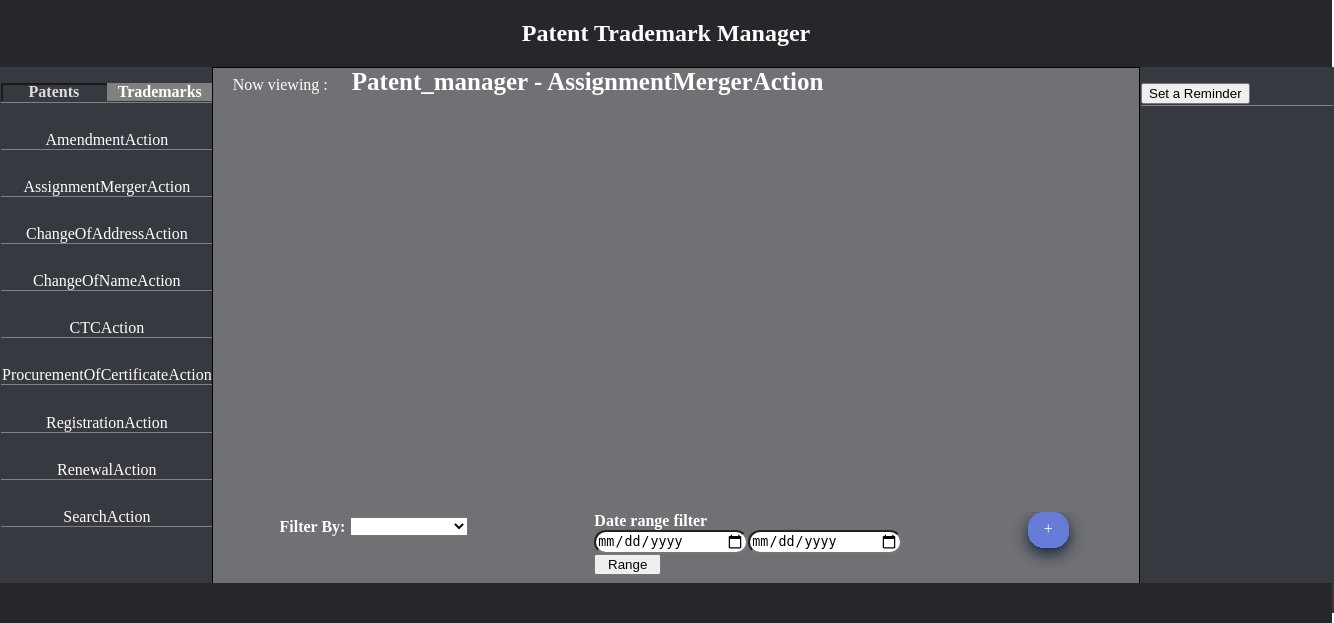 Patent Trademark Manager
Patents Trademarks
Now viewing : Patent_manager - AssignmentMergerAction
Set a Reminder
AmendmentAction
AssignmentMergerAction
ChangeOfAddressAction
ChangeOfNameAction
CTCAction
ProcurementOfCertificateAction
RegistrationAction
RenewalAction
SearchAction
Filter By:
Date range filter
mm/dd/yyyy mm/dd/yyyy
Range
+